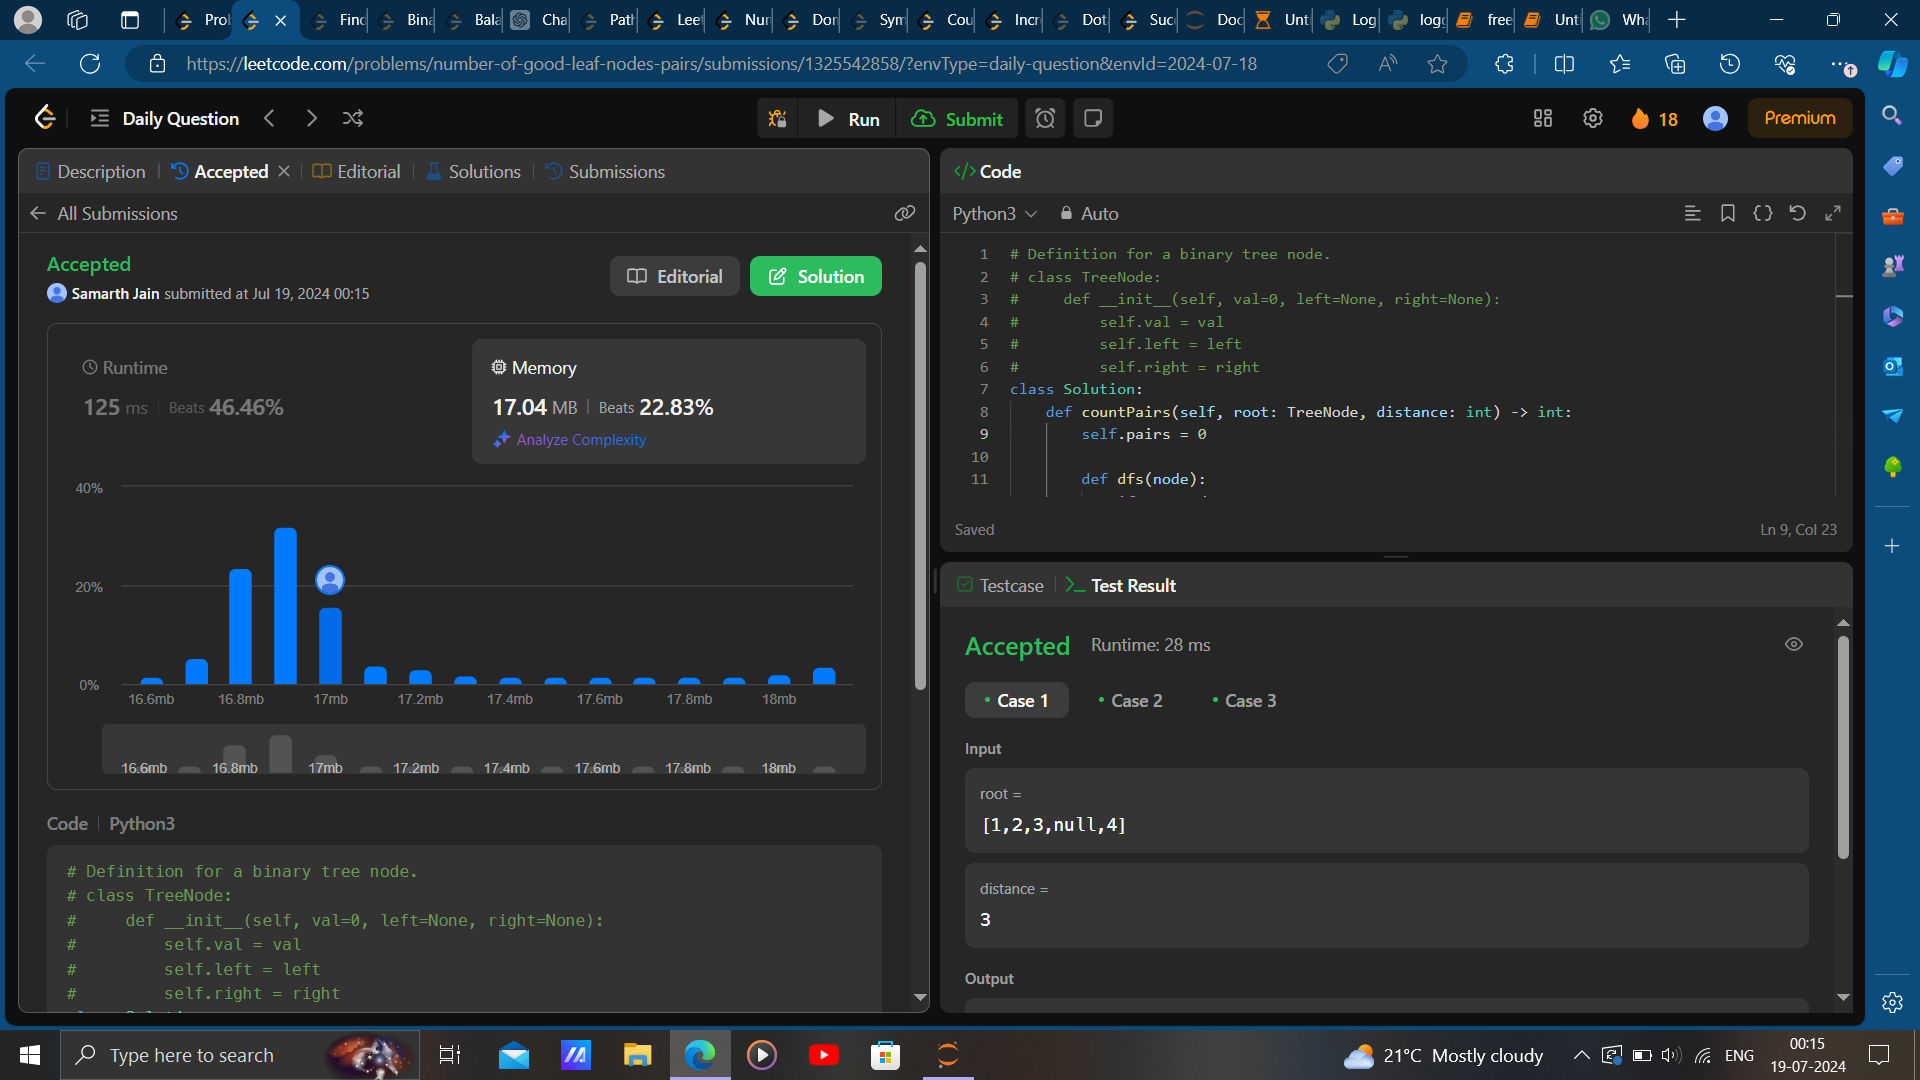 Prol
Find
Bina
Bala
Cha
Path
Leet
Nur
Don
Sym
Cou
Incr
Dota
Succ
Doc
Unti
Log
logg
free
Unti
Wha
https://leetcode.com/problems/number-of-good-leaf-nodes-pairs/submissions/1325542858/?envType=daily-question&envId=2024-07-18
Daily Question
Run
Submit
18
Premium
Description
Accepted
Editorial
Solutions
Submissions
All Submissions
Accepted
Samarth Jain submitted at Jul 19, 2024 00:15
Editorial
Solution
Runtime
125 ms | Beats 46.46%
Memory
17.04 MB | Beats 22.83%
Analyze Complexity
40%
20%
0%
16.6mb 16.8mb 17mb 17.2mb 17.4mb 17.6mb 17.8mb 18mb
16.6mb 16.8mb 17mb 17.2mb 17.4mb 17.6mb 17.8mb 18mb
Code | Python3
# Definition for a binary tree node.
# class TreeNode:
#     def __init__(self, val=0, left=None, right=None):
#         self.val = val
#         self.left = left
#         self.right = right
</> Code
Python3
Auto
1 # Definition for a binary tree node.
2 # class TreeNode:
3 #     def __init__(self, val=0, left=None, right=None):
4 #         self.val = val
5 #         self.left = left
6 #         self.right = right
7 class Solution:
8     def countPairs(self, root: TreeNode, distance: int) -> int:
9         self.pairs = 0
10
11         def dfs(node):
Saved
Ln 9, Col 23
Testcase
Test Result
Accepted Runtime: 28 ms
Case 1
Case 2
Case 3
Input
root =
[1,2,3,null,4]
distance =
3
Output
Type here to search
21°C Mostly cloudy
ENG
00:15
19-07-2024